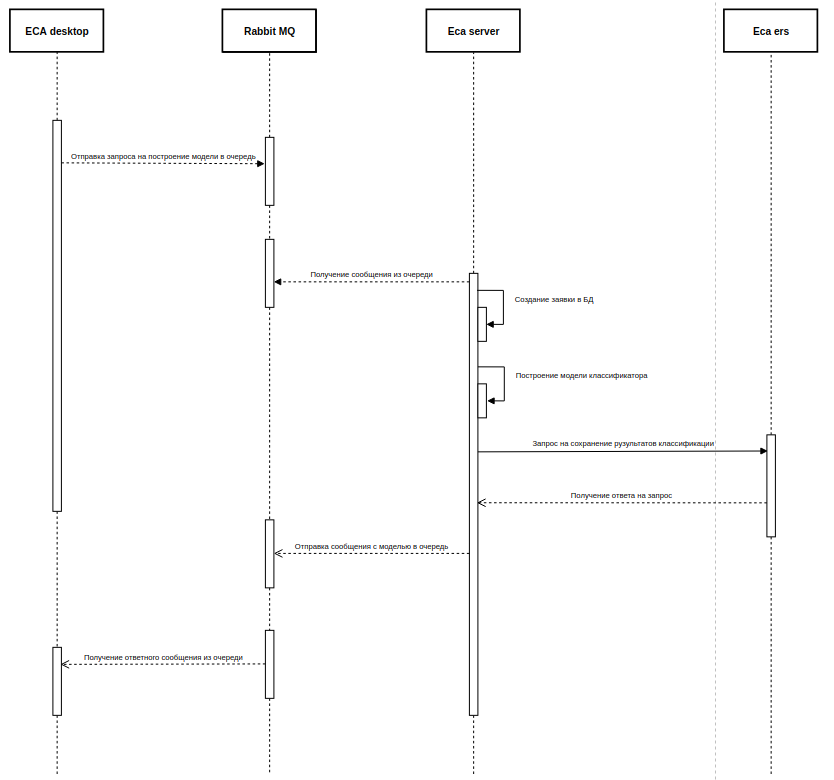 ECA desktop
Rabbit MQ
Eca server
Eca ers
Отправка запроса на построение модели в очередь
Получение сообщения из очереди
Создание заявки в БД
Построение модели классификатора
Запрос на сохранение рузультатов классификации
Получение ответа на запрос
Отправка сообщения с моделью в очередь
Получение ответного сообщения из очереди